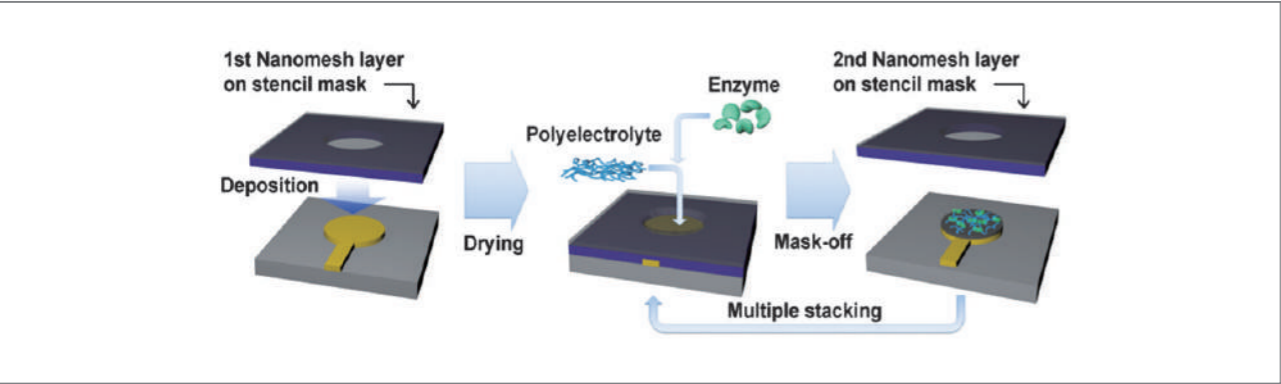 1st Nanomesh layer
on stencil mask
Deposition
Drying
Polyelectrolyte
Enzyme
Mask-off
2nd Nanomesh layer
on stencil mask
Multiple stacking